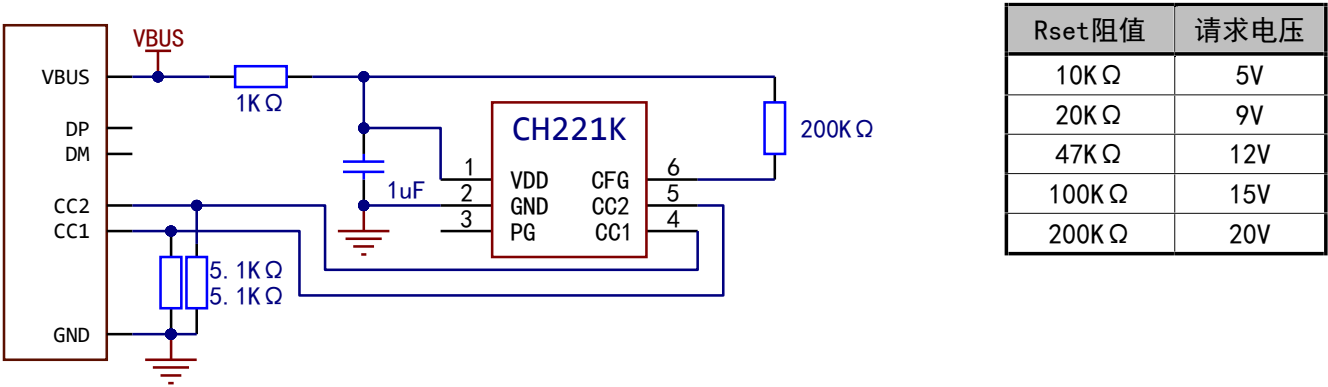 VBUS
VBUS
1KΩ
DP
DM
CC2
CC1
GND
5.1KΩ
5.1KΩ
1uF
CH221K
1
2
3
VDD
GND
PG
CFG
CC2
CC1
6
5
4
200KΩ
Rset阻值 请求电压
10KΩ 5V
20KΩ 9V
47KΩ 12V
100KΩ 15V
200KΩ 20V